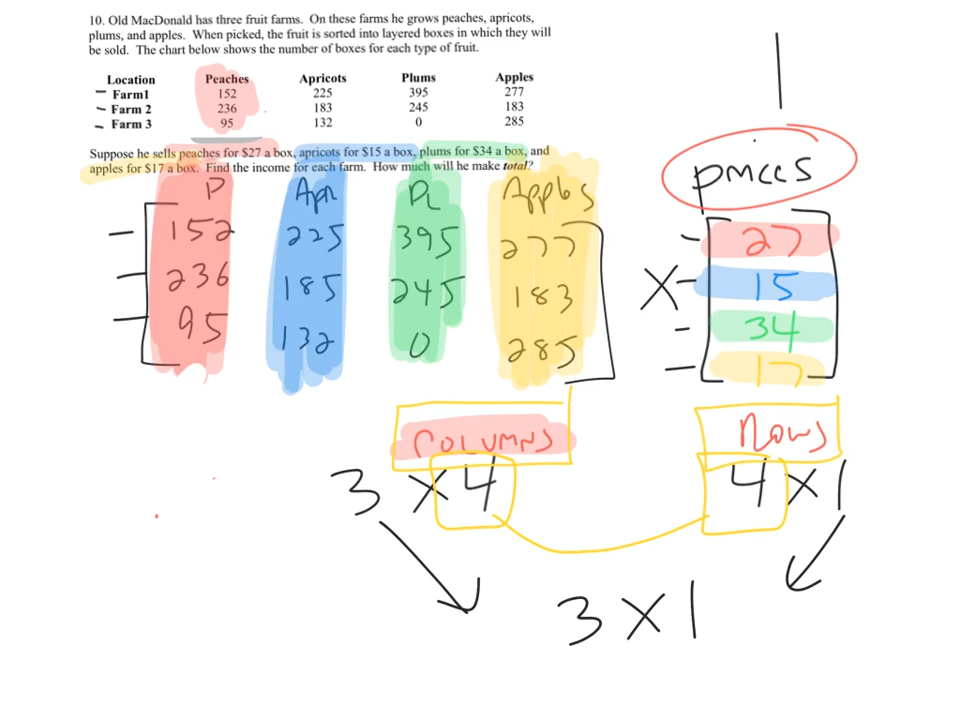 10. Old MacDonald has three fruit farms. On these farms he grows peaches, apricots,
plums, and apples. When picked, the fruit is sorted into layered boxes in which they will
be sold. The chart below shows the number of boxes for each type of fruit.
Location Peaches Apricots Plums Apples
Farm1 152 225 395 277
Farm 2 236 183 245 183
Farm 3 95 132 0 285
Suppose he sells peaches for $27 a box, apricots for $15 a box, plums for $34 a box, and
apples for $17 a box. Find the income for each farm. How much will he make total?
P Apr PL Apples prices
152 225 395 277 27
236 185 245 183 X 15
95 132 0 285 34
17
COLUMNS Rows
3 x 4 4 x 1
3 x 1